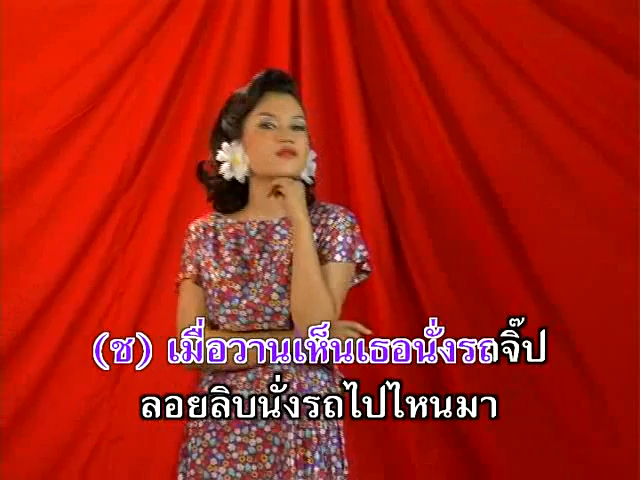 (ช) เมื่อวานเห็นเธอนั่งรถจิ๊ป
ลอยลิบนั่งรถไปไหนมา